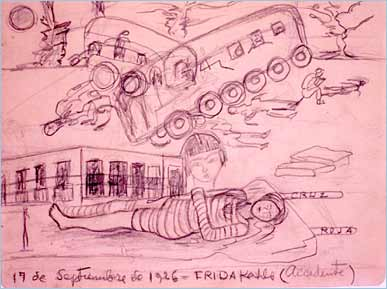 CRUZ
ROJA
17 de Septiembre de 1926 = FRIDA Kahlo (Accidente)